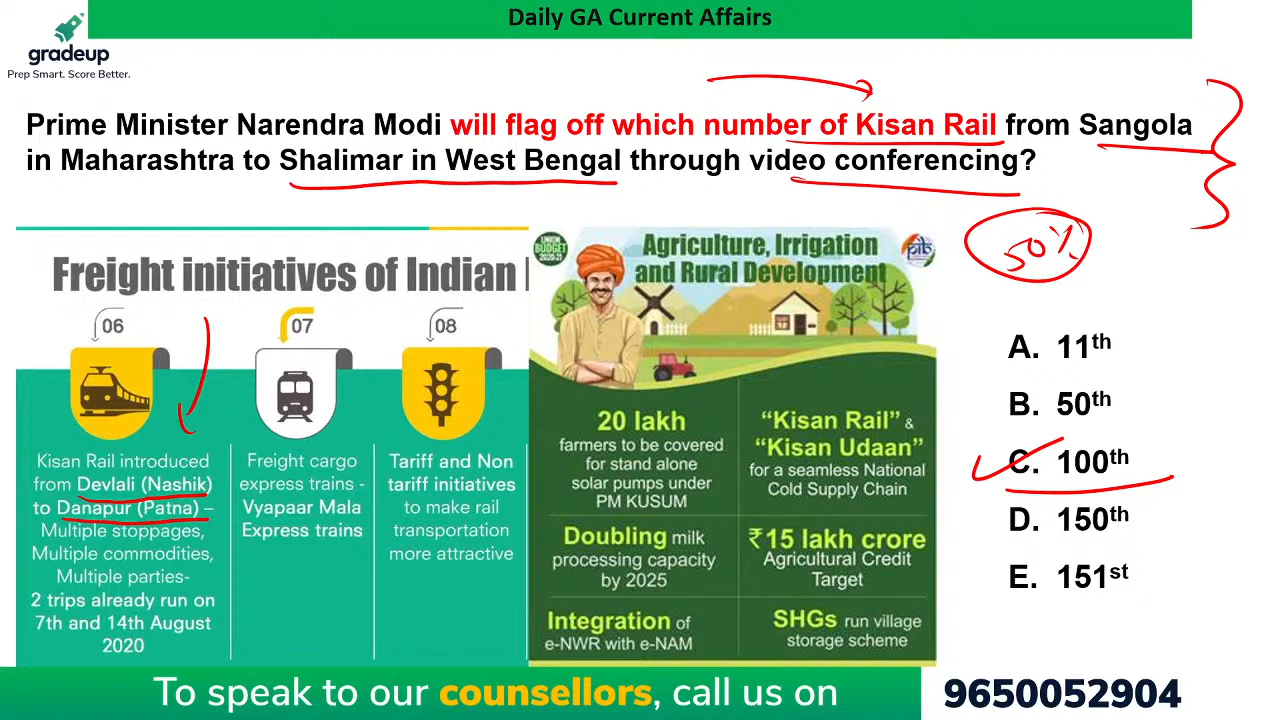 Daily GA Current Affairs
gradeup
Prep Smart. Score Better.
Prime Minister Narendra Modi will flag off which number of Kisan Rail from Sangola
in Maharashtra to Shalimar in West Bengal through video conferencing?
50%
Freight initiatives of Indian
06
07
08
Kisan Rail introduced
from Devlali (Nashik)
to Danapur (Patna) –
Multiple stoppages,
Multiple commodities,
Multiple parties-
2 trips already run on
7th and 14th August
2020
Freight cargo
express trains -
Vyapaar Mala
Express trains
Tariff and Non
tariff initiatives
to make rail
transportation
more attractive
UNION
BUDGET
2020-21
Agriculture, Irrigation
and Rural Development
pib
20 lakh
farmers to be covered
for stand alone
solar pumps under
PM KUSUM
"Kisan Rail" &
"Kisan Udaan"
for a seamless National
Cold Supply Chain
Doubling milk
processing capacity
by 2025
₹15 lakh crore
Agricultural Credit
Target
Integration of
e-NWR with e-NAM
SHGs run village
storage scheme
A. 11th
B. 50th
C. 100th
D. 150th
E. 151st
To speak to our counsellors, call us on 9650052904